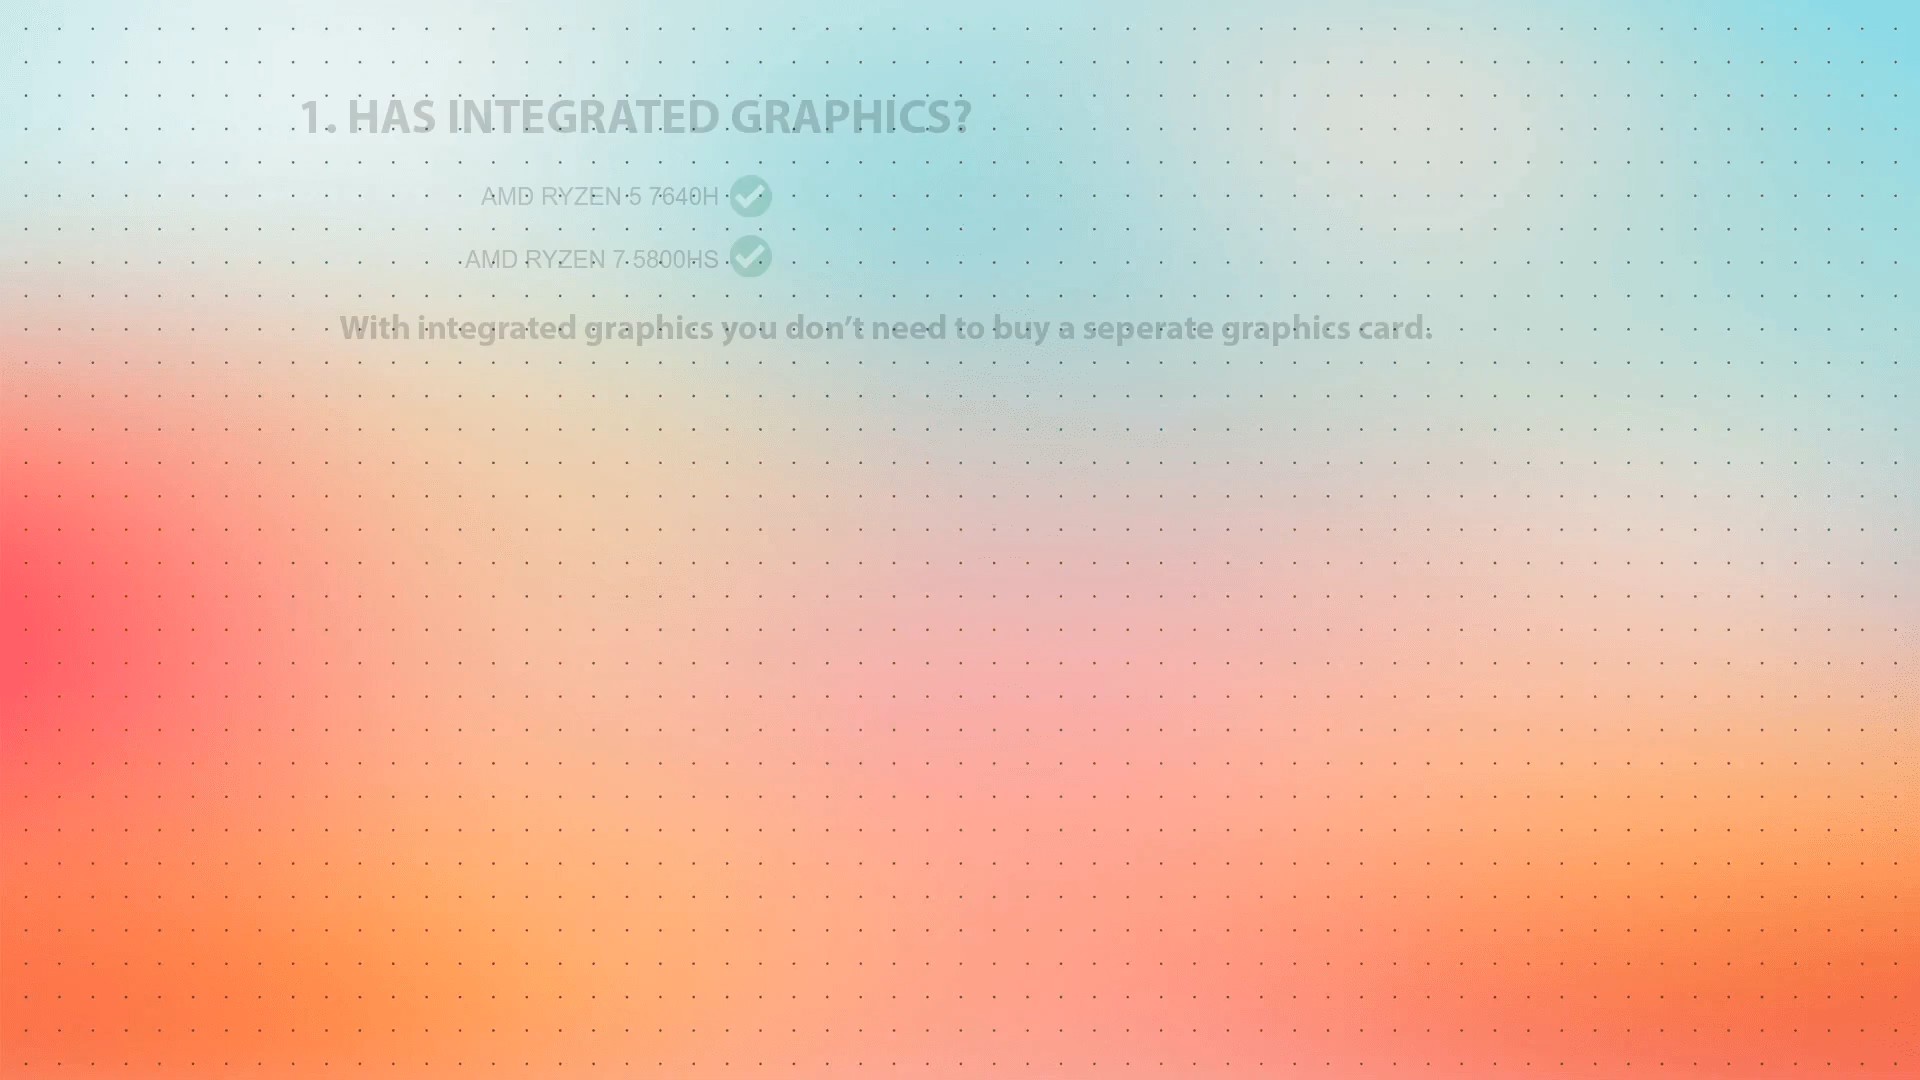 1. HAS INTEGRATED GRAPHICS?
AMD RYZEN 5 7640H
AMD RYZEN 7 5800HS
With integrated graphics you don’t need to buy a seperate graphics card.